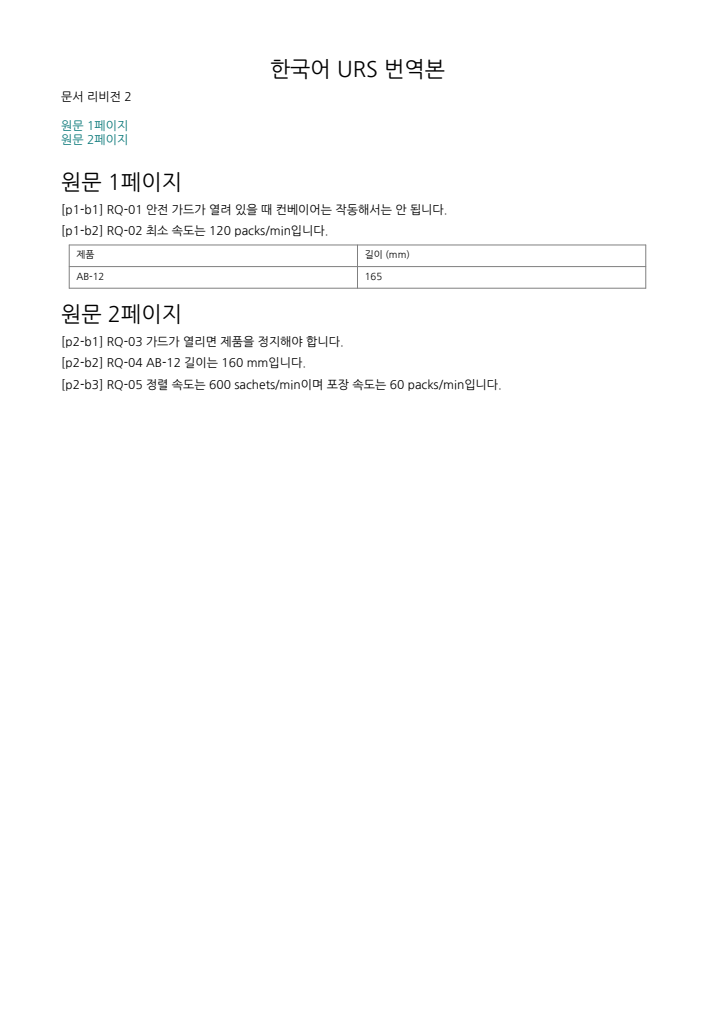 한국어 URS 번역본
문서 리비전 2
원문 1페이지
원문 2페이지
원문 1페이지
[p1-b1] RQ-01 안전 가드가 열려 있을 때 컨베이어는 작동해서는 안 됩니다.
[p1-b2] RQ-02 최소 속도는 120 packs/min입니다.
제품 길이 (mm)
AB-12 165
원문 2페이지
[p2-b1] RQ-03 가드가 열리면 제품을 정지해야 합니다.
[p2-b2] RQ-04 AB-12 길이는 160 mm입니다.
[p2-b3] RQ-05 정렬 속도는 600 sachets/min이며 포장 속도는 60 packs/min입니다.